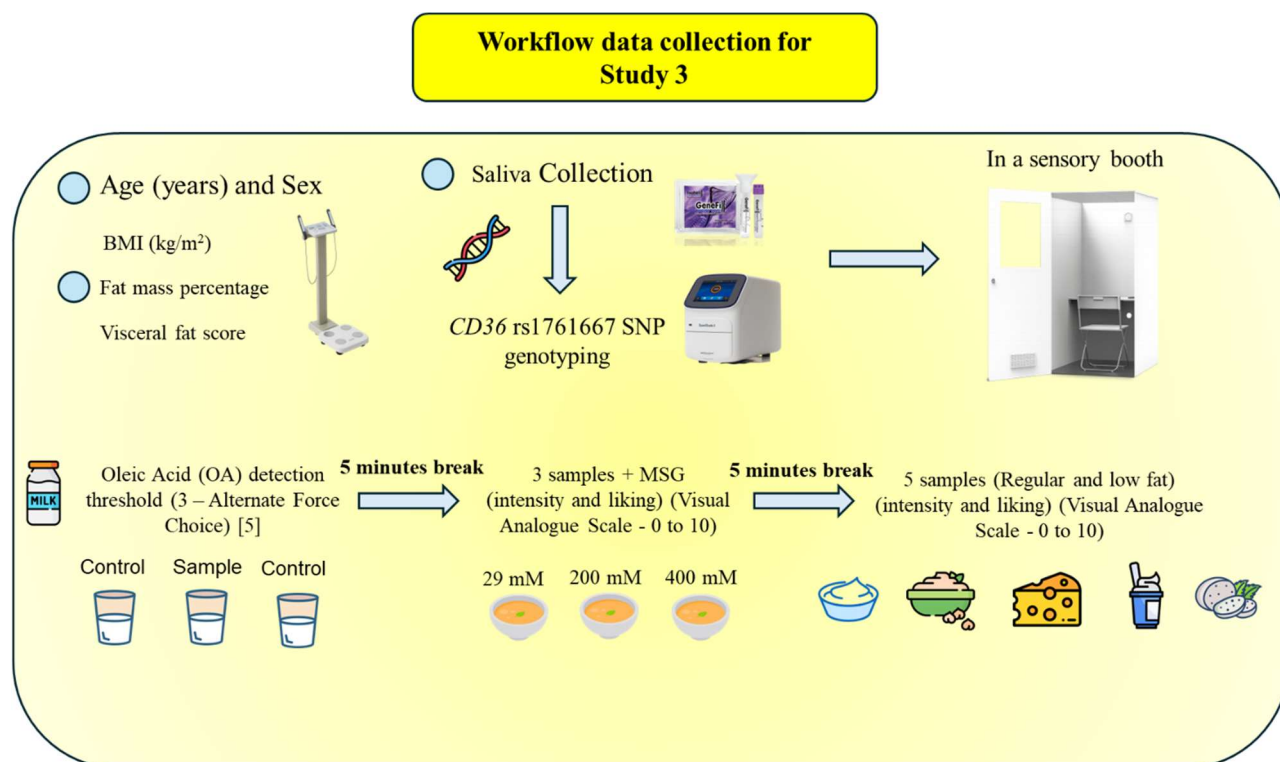 Workflow data collection for
Study 3
Age (years) and Sex
BMI (kg/m²)
Fat mass percentage
Visceral fat score
Saliva Collection
GeneFiX
CD36 rs1761667 SNP
genotyping
In a sensory booth
MILK
Oleic Acid (OA) detection
threshold (3 – Alternate Force
Choice) [5]
Control
Sample
Control
5 minutes break
3 samples + MSG
(intensity and liking) (Visual
Analogue Scale - 0 to 10)
29 mM
200 mM
400 mM
5 minutes break
5 samples (Regular and low fat)
(intensity and liking) (Visual Analogue
Scale - 0 to 10)